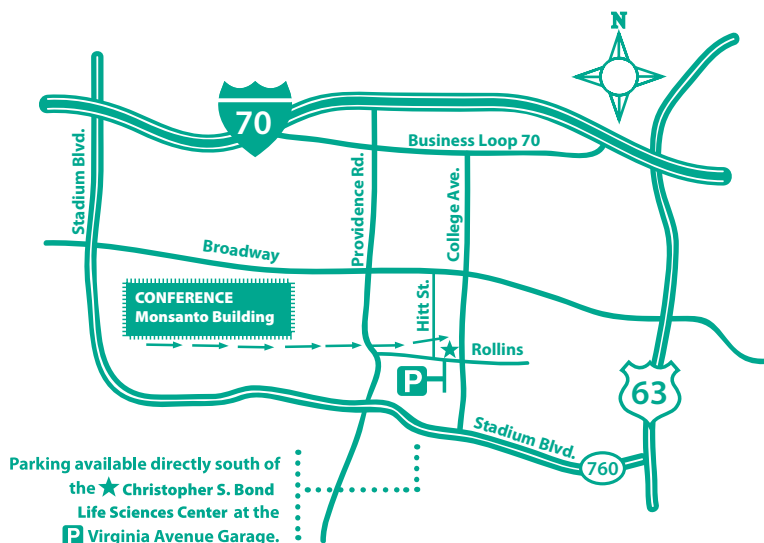 N
70
Business Loop 70
Stadium Blvd.
Providence Rd.
College Ave.
Broadway
CONFERENCE
Monsanto Building
Hitt St.
Rollins
P
63
Stadium Blvd.
760
Parking available directly south of
the ★ Christopher S. Bond
Life Sciences Center at the
P Virginia Avenue Garage.